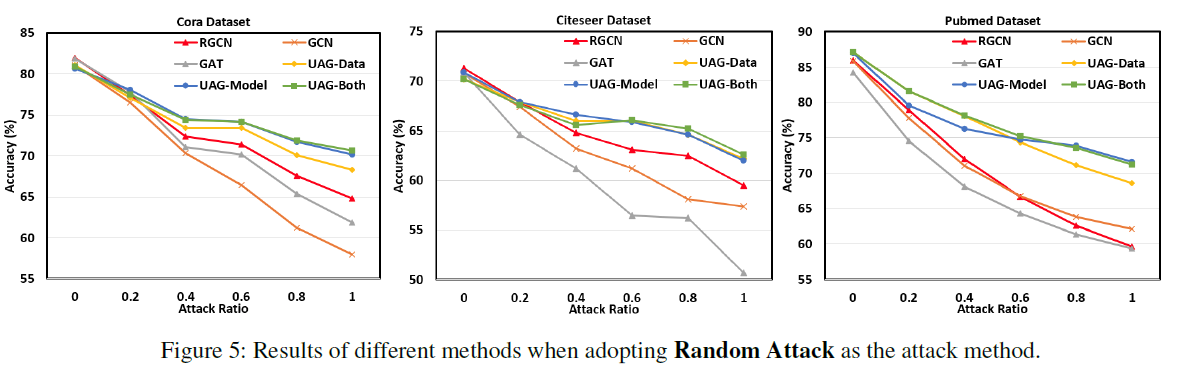 Cora Dataset
85
80
75
70
65
60
55
Accuracy (%)
0 0.2 0.4 0.6 0.8 1
Attack Ratio
RGCN GCN
GAT UAG-Data
UAG-Model UAG-Both
Citeseer Dataset
75
70
65
60
55
50
Accuracy (%)
0 0.2 0.4 0.6 0.8 1
Attack Ratio
RGCN GCN
GAT UAG-Data
UAG-Model UAG-Both
Pubmed Dataset
90
85
80
75
70
65
60
55
Accuracy (%)
0 0.2 0.4 0.6 0.8 1
Attack Ratio
RGCN GCN
GAT UAG-Data
UAG-Model UAG-Both
Figure 5: Results of different methods when adopting Random Attack as the attack method.